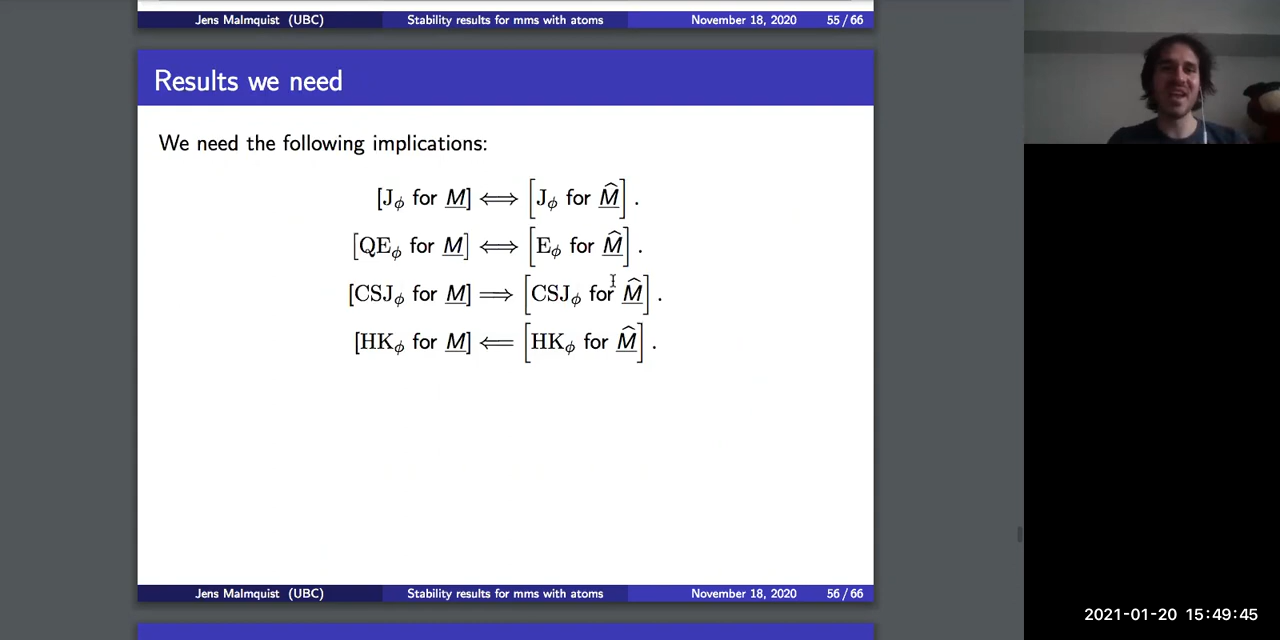 Jens Malmquist (UBC) Stability results for mms with atoms November 18, 2020 55 / 66
Results we need
We need the following implications:
[J_ϕ for M̲] ⟺ [J_ϕ for M̲̂] .
[QE_ϕ for M̲] ⟺ [E_ϕ for M̲̂] .
[CSJ_ϕ for M̲] ⟹ [CSJ_ϕ for M̲̂] .
[HK_ϕ for M̲] ⟸ [HK_ϕ for M̲̂] .
Jens Malmquist (UBC) Stability results for mms with atoms November 18, 2020 56 / 66
2021-01-20 15:49:45